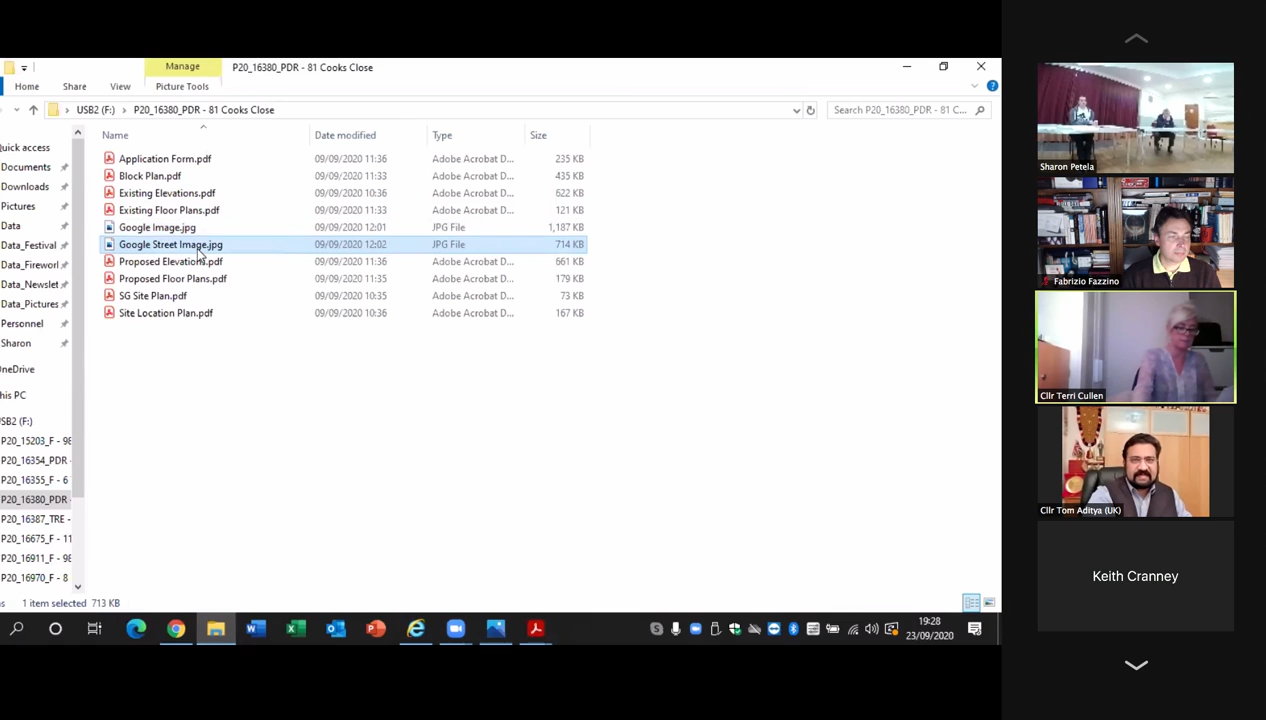 Manage
P20_16380_PDR - 81 Cooks Close
Home
Share
View
Picture Tools
USB2 (F:)
P20_16380_PDR - 81 Cooks Close
Search P20_16380_PDR - 81 C...
Name
Date modified
Type
Size
Application Form.pdf 09/09/2020 11:36 Adobe Acrobat D... 235 KB
Block Plan.pdf 09/09/2020 11:33 Adobe Acrobat D... 435 KB
Existing Elevations.pdf 09/09/2020 10:36 Adobe Acrobat D... 622 KB
Existing Floor Plans.pdf 09/09/2020 11:33 Adobe Acrobat D... 121 KB
Google Image.jpg 09/09/2020 12:01 JPG File 1,187 KB
Google Street Image.jpg 09/09/2020 12:02 JPG File 714 KB
Proposed Elevations.pdf 09/09/2020 11:36 Adobe Acrobat D... 661 KB
Proposed Floor Plans.pdf 09/09/2020 11:35 Adobe Acrobat D... 179 KB
SG Site Plan.pdf 09/09/2020 10:35 Adobe Acrobat D... 73 KB
Site Location Plan.pdf 09/09/2020 10:36 Adobe Acrobat D... 167 KB
uick access
Documents
Downloads
Pictures
Data
Data_Festival
Data_Firewor
Data_Newslet
Data_Pictures
Personnel
Sharon
neDrive
his PC
SB2 (F:)
P20_15203_F - 98
P20_16354_PDR -
P20_16355_F - 6
P20_16380_PDR -
P20_16387_TRE -
P20_16675_F - 11
P20_16911_F - 98
P20_16970_F - 8
s
1 item selected 713 KB
19:28
23/09/2020
Sharon Petela
Fabrizio Fazzino
Cllr Terri Cullen
Cllr Tom Aditya (UK)
Keith Cranney